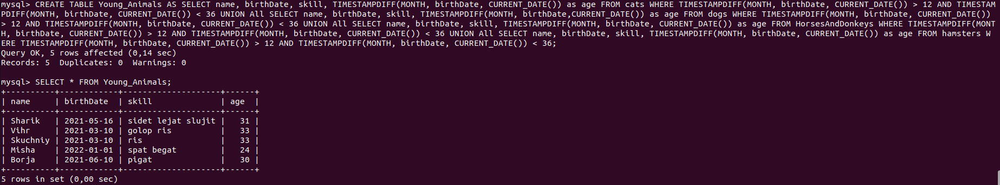 mysql> CREATE TABLE Young_Animals AS SELECT name, birthDate, skill, TIMESTAMPDIFF(MONTH, birthDate, CURRENT_DATE()) as age FROM cats WHERE TIMESTAMPDIFF(MONTH, birthDate, CURRENT_DATE()) > 12 AND TIMESTAM
PDIFF(MONTH, birthDate, CURRENT_DATE()) < 36 UNION All SELECT name, birthDate, skill, TIMESTAMPDIFF(MONTH, birthDate,CURRENT_DATE()) as age FROM dogs WHERE TIMESTAMPDIFF(MONTH, birthDate, CURRENT_DATE())
> 12 AND TIMESTAMPDIFF(MONTH, birthDate, CURRENT_DATE()) < 36 UNION All SELECT name, birthDate, skill, TIMESTAMPDIFF(MONTH, birthDate, CURRENT_DATE()) as age FROM HorsesAndDonkeys WHERE TIMESTAMPDIFF(MONT
H, birthDate, CURRENT_DATE()) > 12 AND TIMESTAMPDIFF(MONTH, birthDate, CURRENT_DATE()) < 36 UNION All SELECT name, birthDate, skill, TIMESTAMPDIFF(MONTH, birthDate, CURRENT_DATE()) as age FROM hamsters W
ERE TIMESTAMPDIFF(MONTH, birthDate, CURRENT_DATE()) > 12 AND TIMESTAMPDIFF(MONTH, birthDate, CURRENT_DATE()) < 36;
Query OK, 5 rows affected (0,14 sec)
Records: 5  Duplicates: 0  Warnings: 0

mysql> SELECT * FROM Young_Animals;
+----------+------------+--------------------+------+
| name     | birthDate  | skill              | age  |
+----------+------------+--------------------+------+
| Sharik   | 2021-05-16 | sidet lejat slujit |   31 |
| Vihr     | 2021-03-10 | golop ris          |   33 |
| Skuchniy | 2021-03-10 | ris                |   33 |
| Misha    | 2022-01-01 | spat begat         |   24 |
| Borja    | 2021-06-10 | pigat              |   30 |
+----------+------------+--------------------+------+
5 rows in set (0,00 sec)